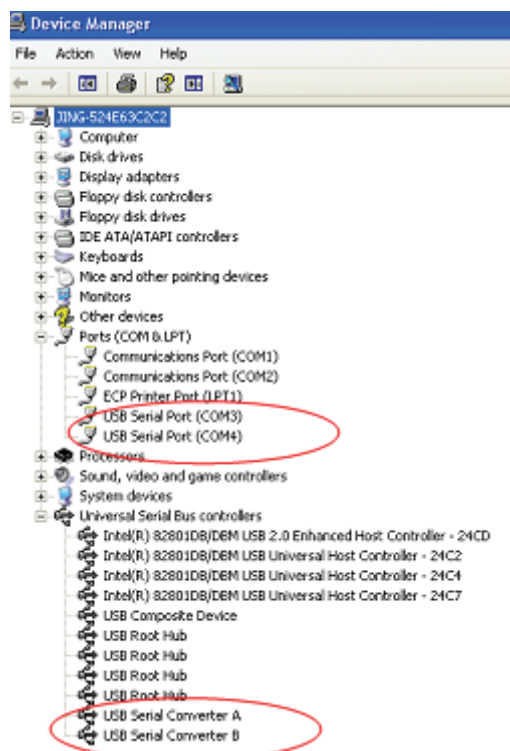 Device Manager
File Action View Help
JING-524E63C2C2
Computer
Disk drives
Display adapters
Floppy disk controllers
Floppy disk drives
IDE ATA/ATAPI controllers
Keyboards
Mice and other pointing devices
Monitors
Other devices
Ports (COM & LPT)
Communications Port (COM1)
Communications Port (COM2)
ECP Printer Port (LPT1)
USB Serial Port (COM3)
USB Serial Port (COM4)
Processors
Sound, video and game controllers
System devices
Universal Serial Bus controllers
Intel(R) 82801DB/DBM USB 2.0 Enhanced Host Controller - 24CD
Intel(R) 82801DB/DBM USB Universal Host Controller - 24C2
Intel(R) 82801DB/DBM USB Universal Host Controller - 24C4
Intel(R) 82801DB/DBM USB Universal Host Controller - 24C7
USB Composite Device
USB Root Hub
USB Root Hub
USB Root Hub
USB Root Hub
USB Serial Converter A
USB Serial Converter B